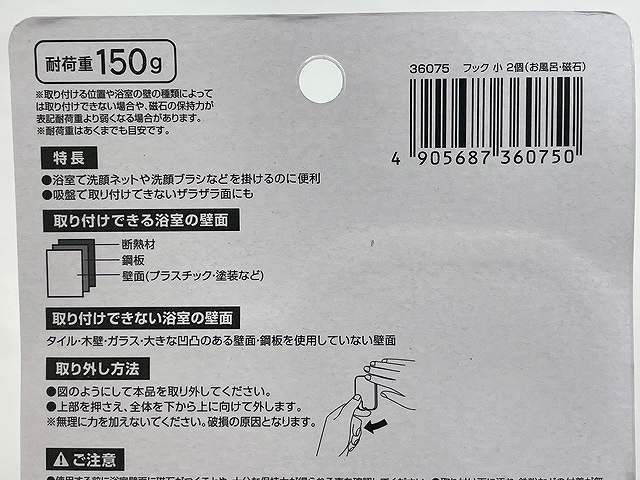 耐荷重150g
※取り付ける位置や浴室の壁の種類によって
は取り付けできない場合や、磁石の保持力が
表記耐荷重より弱くなる場合があります。
※耐荷重はあくまでも目安です。
36075 フック 小 2個(お風呂・磁石)
4 905687 360750
特長
●浴室で洗顔ネットや洗顔ブラシなどを掛けるのに便利
●吸盤で取り付けできないザラザラ面にも
取り付けできる浴室の壁面
断熱材
鋼板
壁面(プラスチック・塗装など)
取り付けできない浴室の壁面
タイル・木壁・ガラス・大きな凹凸のある壁面・鋼板を使用していない壁面
取り外し方法
●図のようにして本品を取り外してください。
●上部を押さえ、全体を下から上に向けて外します。
※無理に力を加えないでください。破損の原因となります。
ご注意